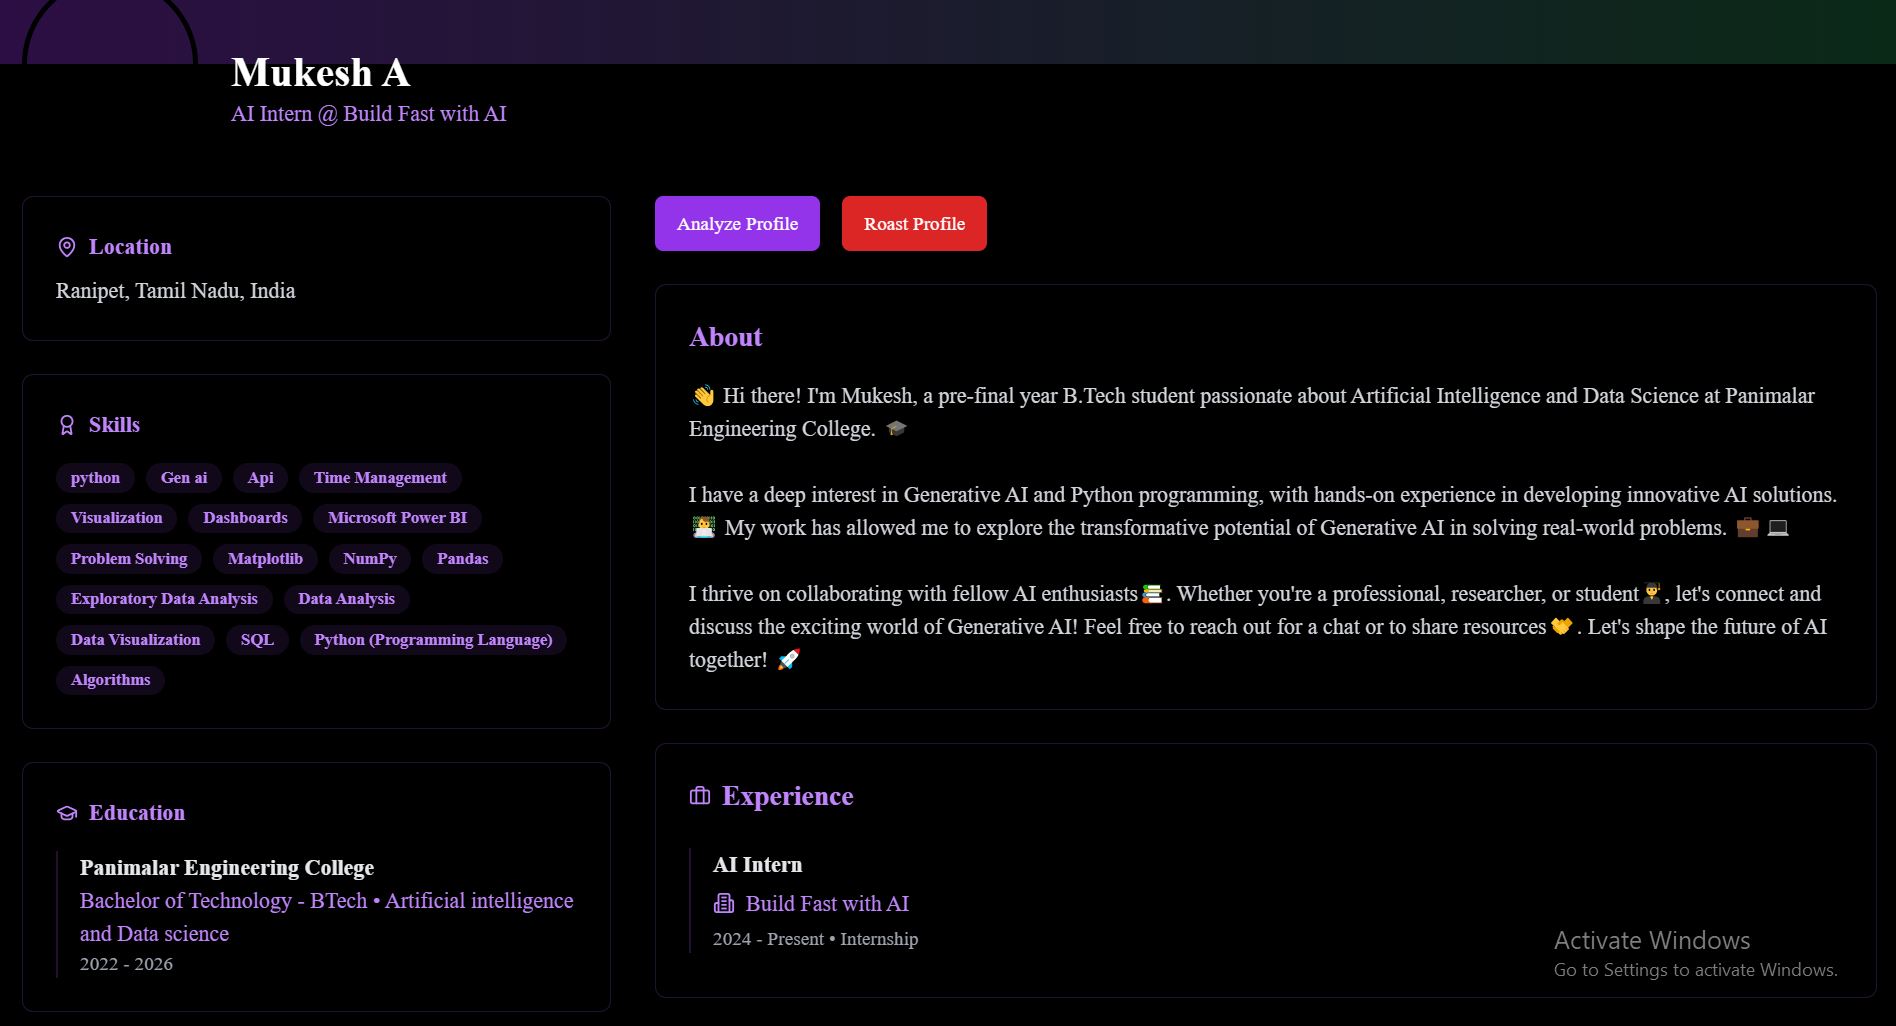 Mukesh A
AI Intern @ Build Fast with AI
Location
Ranipet, Tamil Nadu, India
Skills
python Gen ai Api Time Management
Visualization Dashboards Microsoft Power BI
Problem Solving Matplotlib NumPy Pandas
Exploratory Data Analysis Data Analysis
Data Visualization SQL Python (Programming Language)
Algorithms
Education
Panimalar Engineering College
Bachelor of Technology - BTech • Artificial intelligence
and Data science
2022 - 2026
Analyze Profile Roast Profile
About
👋 Hi there! I'm Mukesh, a pre-final year B.Tech student passionate about Artificial Intelligence and Data Science at Panimalar
Engineering College. 🎓
I have a deep interest in Generative AI and Python programming, with hands-on experience in developing innovative AI solutions.
👨‍💻 My work has allowed me to explore the transformative potential of Generative AI in solving real-world problems. 💼 💻
I thrive on collaborating with fellow AI enthusiasts📚. Whether you're a professional, researcher, or student👨‍🎓, let's connect and
discuss the exciting world of Generative AI! Feel free to reach out for a chat or to share resources🤝. Let's shape the future of AI
together! 🚀
Experience
AI Intern
Build Fast with AI
2024 - Present • Internship
Activate Windows
Go to Settings to activate Windows.